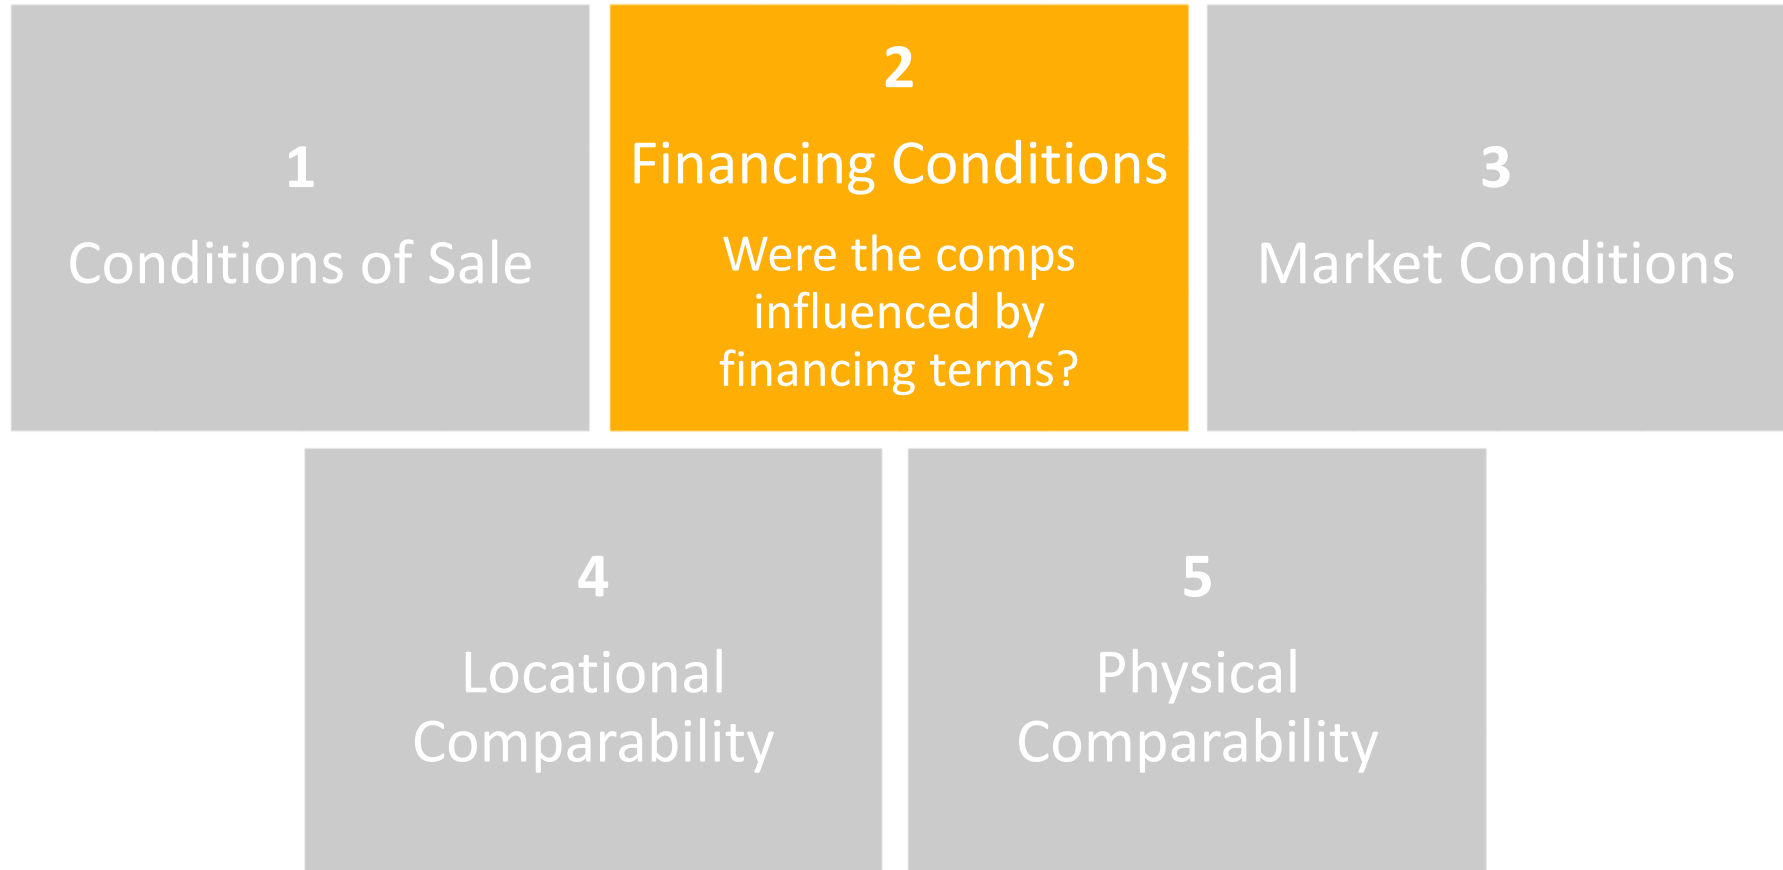 1
Conditions of Sale
2
Financing Conditions
Were the comps
influenced by
financing terms?
3
Market Conditions
4
Locational
Comparability
5
Physical
Comparability